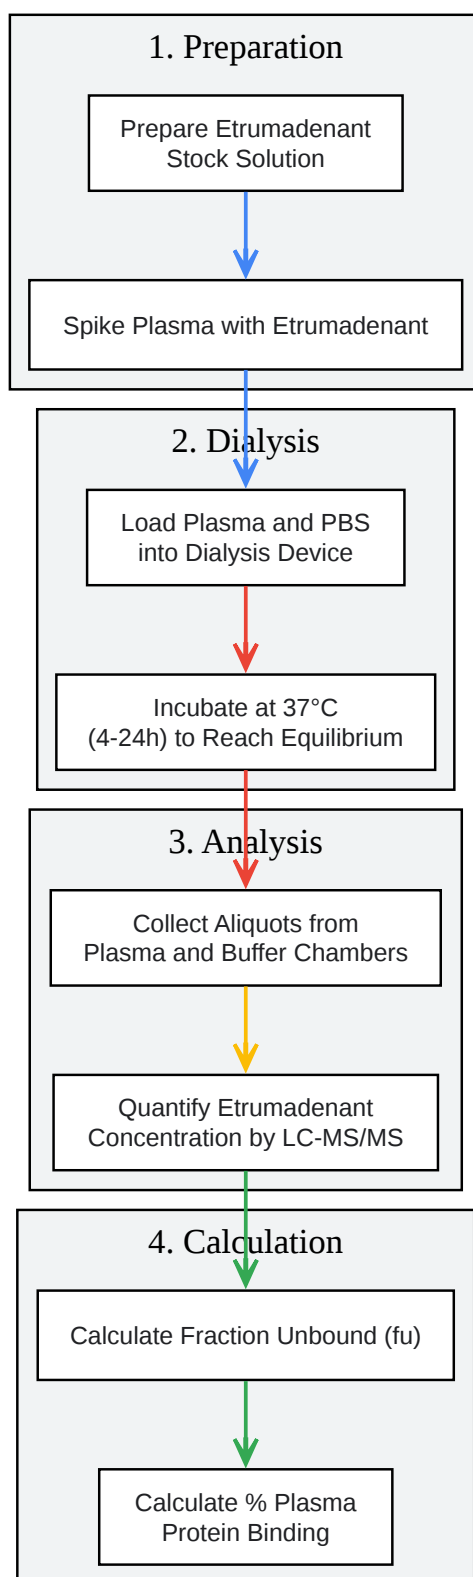 1. Preparation
Prepare Etrumadenant
Stock Solution
Spike Plasma with Etrumadenant
2. Dialysis
Load Plasma and PBS
into Dialysis Device
Incubate at 37°C
(4-24h) to Reach Equilibrium
3. Analysis
Collect Aliquots from
Plasma and Buffer Chambers
Quantify Etrumadenant
Concentration by LC-MS/MS
4. Calculation
Calculate Fraction Unbound (fu)
Calculate % Plasma
Protein Binding